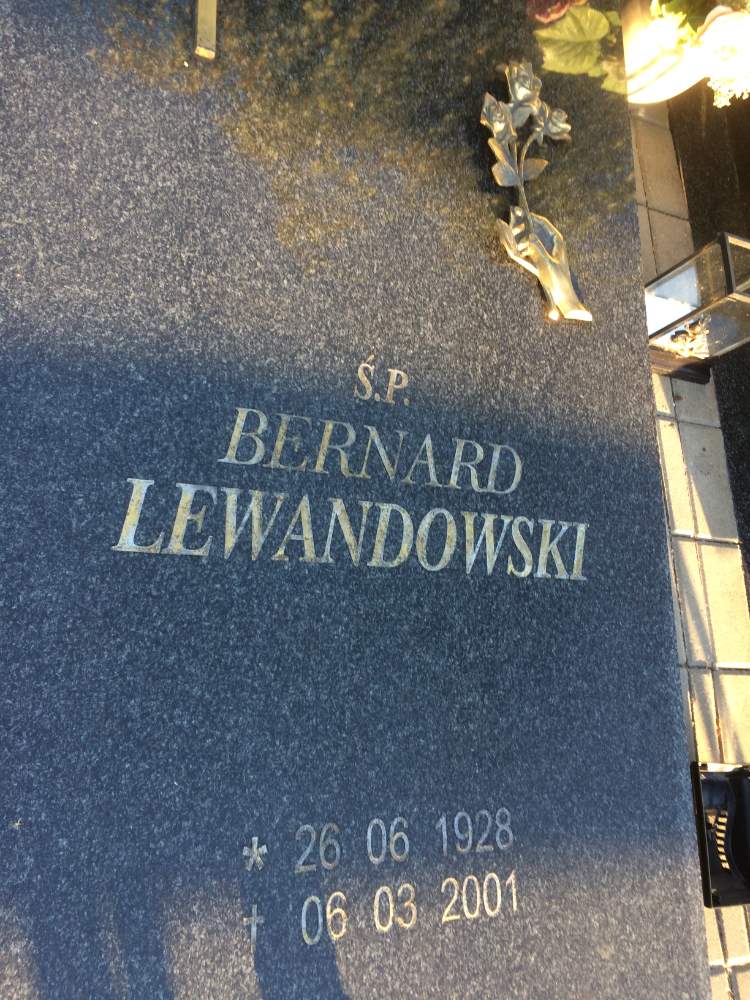 Ś.P.
BERNARD
LEWANDOWSKI
* 26 06 1928
† 06 03 2001